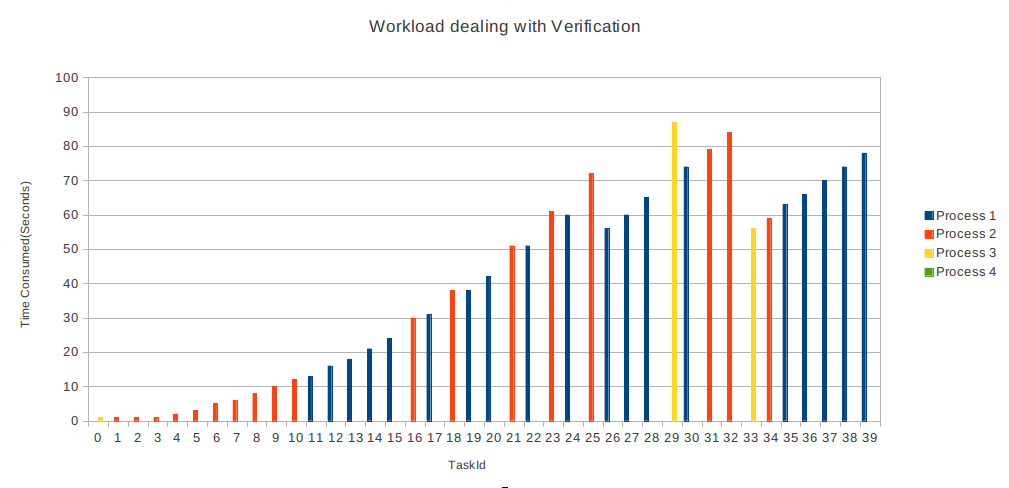 Workload dealing with Verification
100
90
80
70
60
50
40
30
20
10
0
Time Consumed(Seconds)
0 1 2 3 4 5 6 7 8 9 10 11 12 13 14 15 16 17 18 19 20 21 22 23 24 25 26 27 28 29 30 31 32 33 34 35 36 37 38 39
TaskId
Process 1
Process 2
Process 3
Process 4